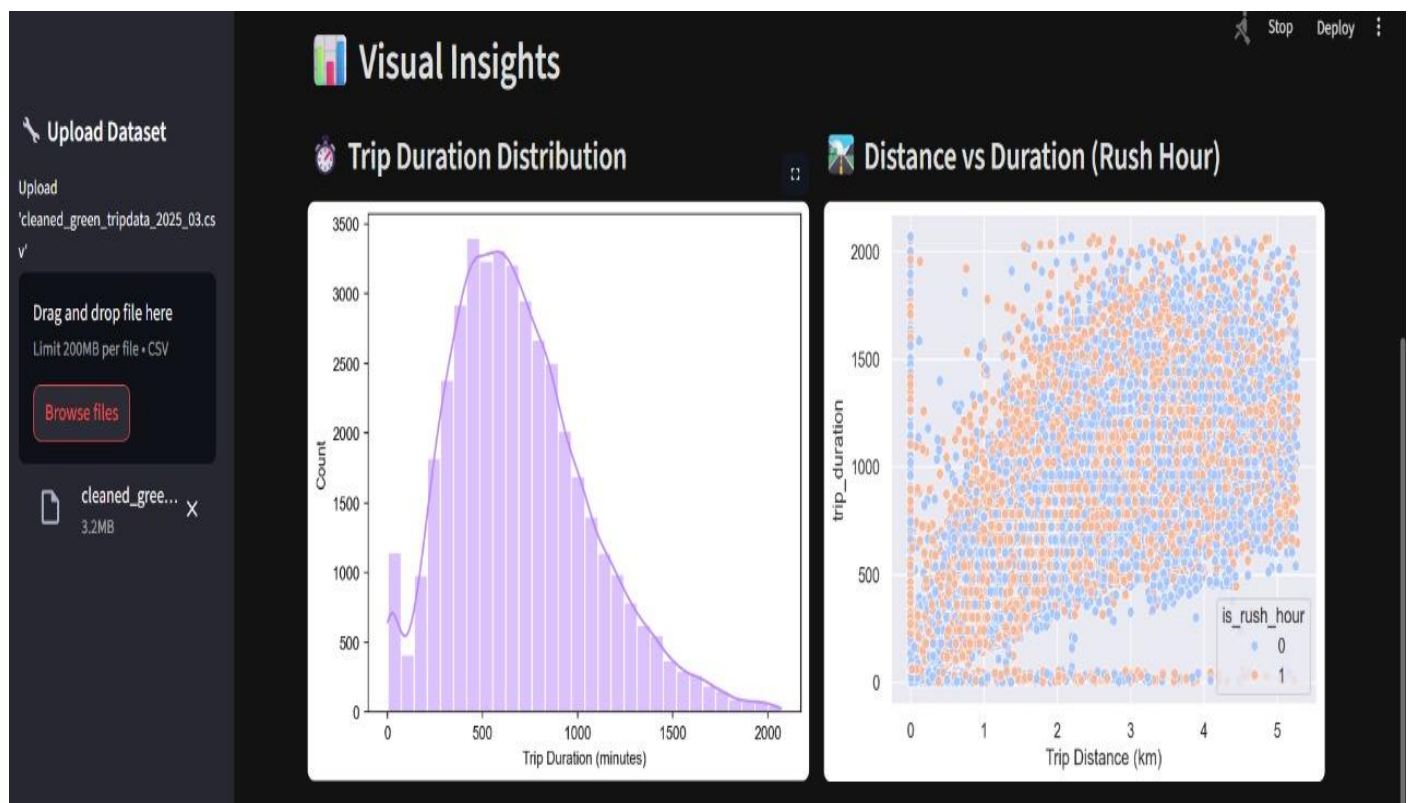 Stop Deploy
Visual Insights
Upload Dataset
Upload
'cleaned_green_tripdata_2025_03.cs
v'
Drag and drop file here
Limit 200MB per file • CSV
Browse files
cleaned_gree...
3.2MB
Trip Duration Distribution
3500
3000
2500
2000
1500
1000
500
0
Count
0 500 1000 1500 2000
Trip Duration (minutes)
Distance vs Duration (Rush Hour)
2000
1500
1000
500
0
trip_duration
is_rush_hour
0
1
0 1 2 3 4 5
Trip Distance (km)